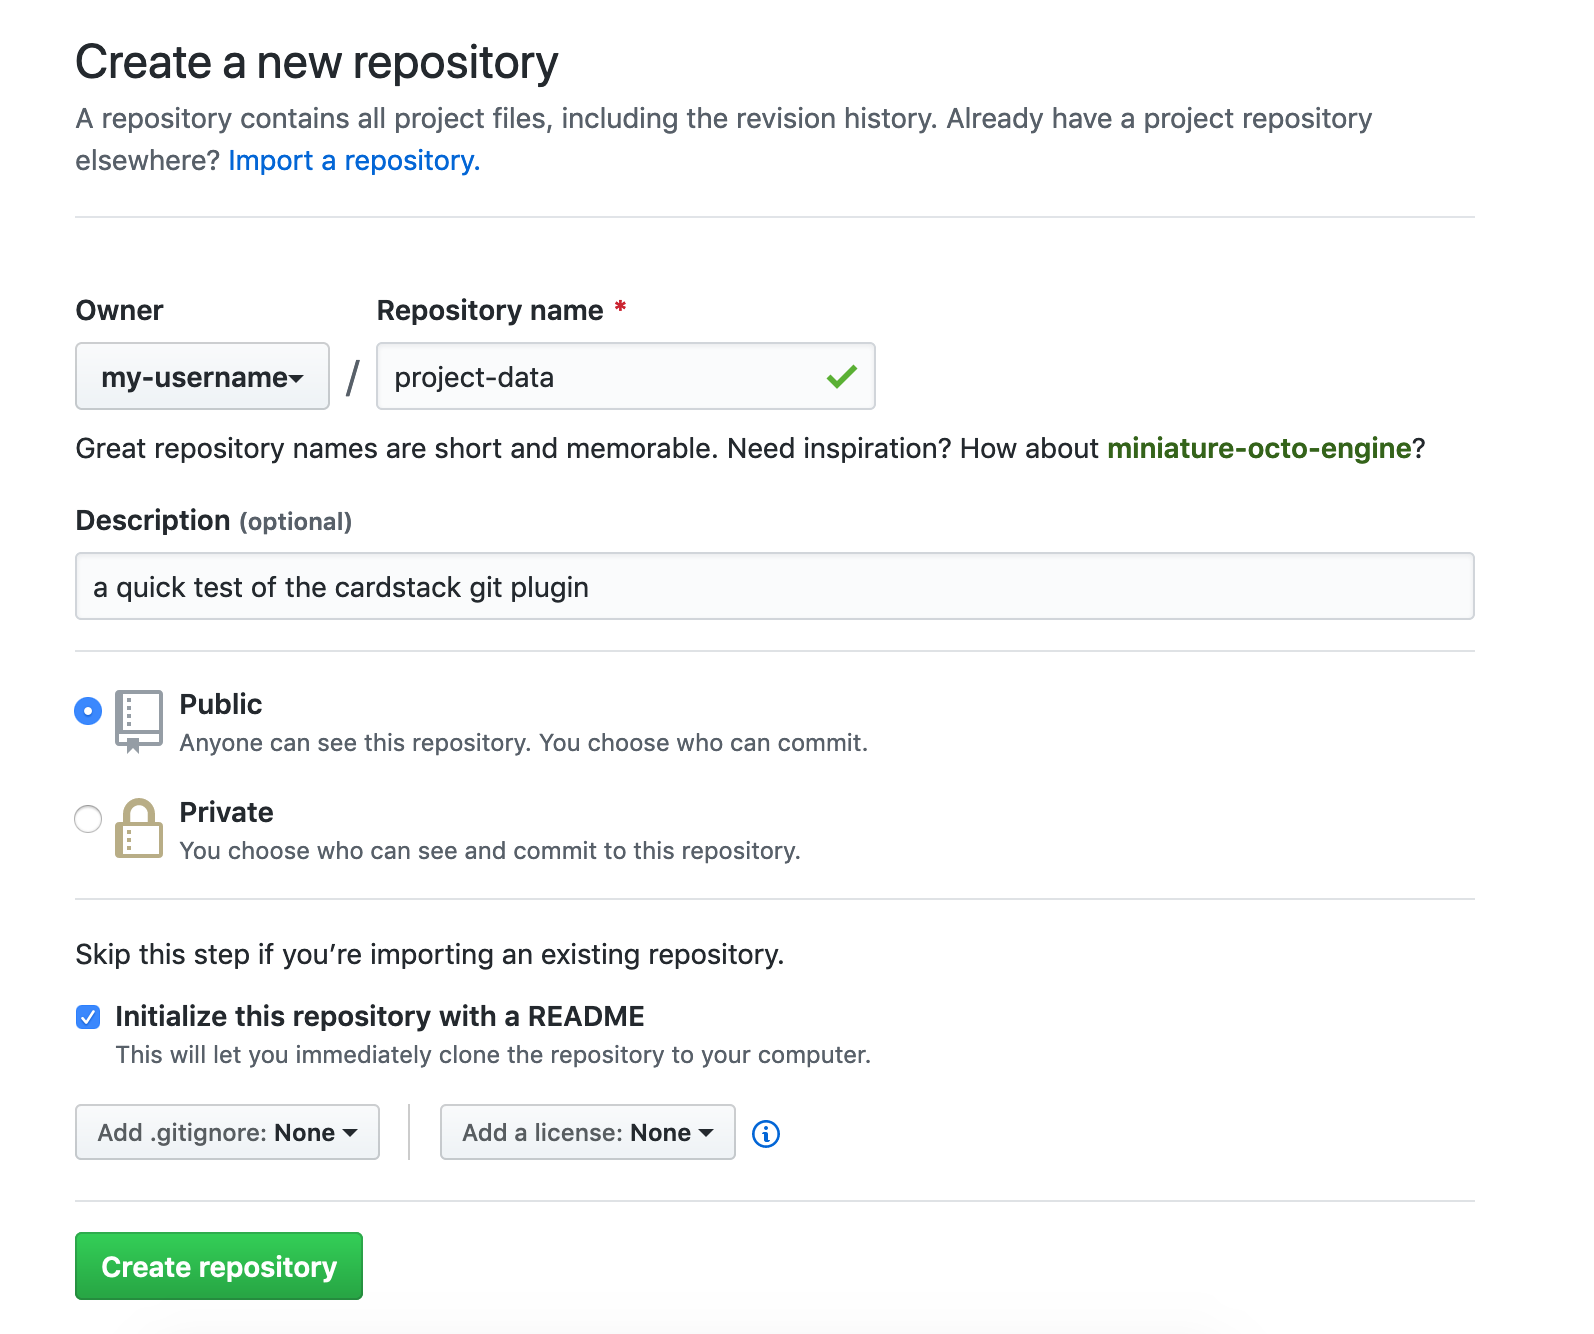 Create a new repository
A repository contains all project files, including the revision history. Already have a project repository
elsewhere? Import a repository.
Owner
Repository name *
my-username
/
project-data
Great repository names are short and memorable. Need inspiration? How about miniature-octo-engine?
Description (optional)
a quick test of the cardstack git plugin
Public
Anyone can see this repository. You choose who can commit.
Private
You choose who can see and commit to this repository.
Skip this step if you’re importing an existing repository.
Initialize this repository with a README
This will let you immediately clone the repository to your computer.
Add .gitignore: None
Add a license: None
Create repository